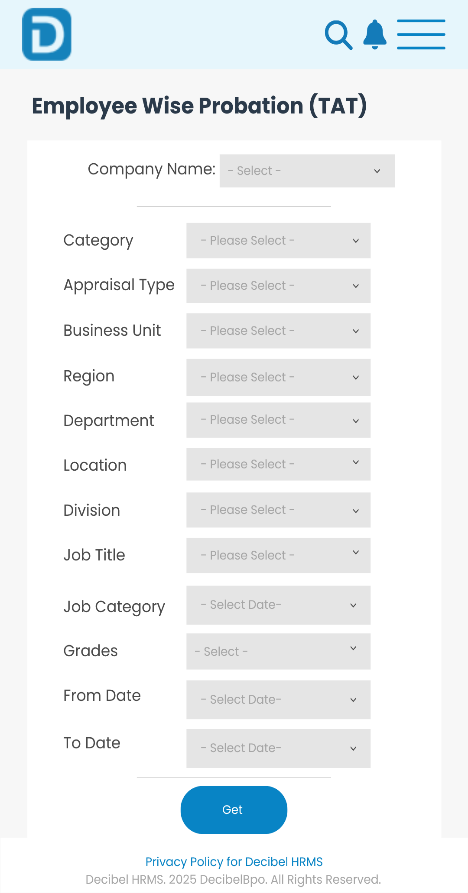 D
Employee Wise Probation (TAT)
Company Name: - Select -
Category - Please Select -
Appraisal Type - Please Select -
Business Unit - Please Select -
Region - Please Select -
Department - Please Select -
Location - Please Select -
Division - Please Select -
Job Title - Please Select -
Job Category - Select Date-
Grades - Select -
From Date - Select Date-
To Date - Select Date-
Get
Privacy Policy for Decibel HRMS
Decibel HRMS. 2025 DecibelBpo. All Rights Reserved.